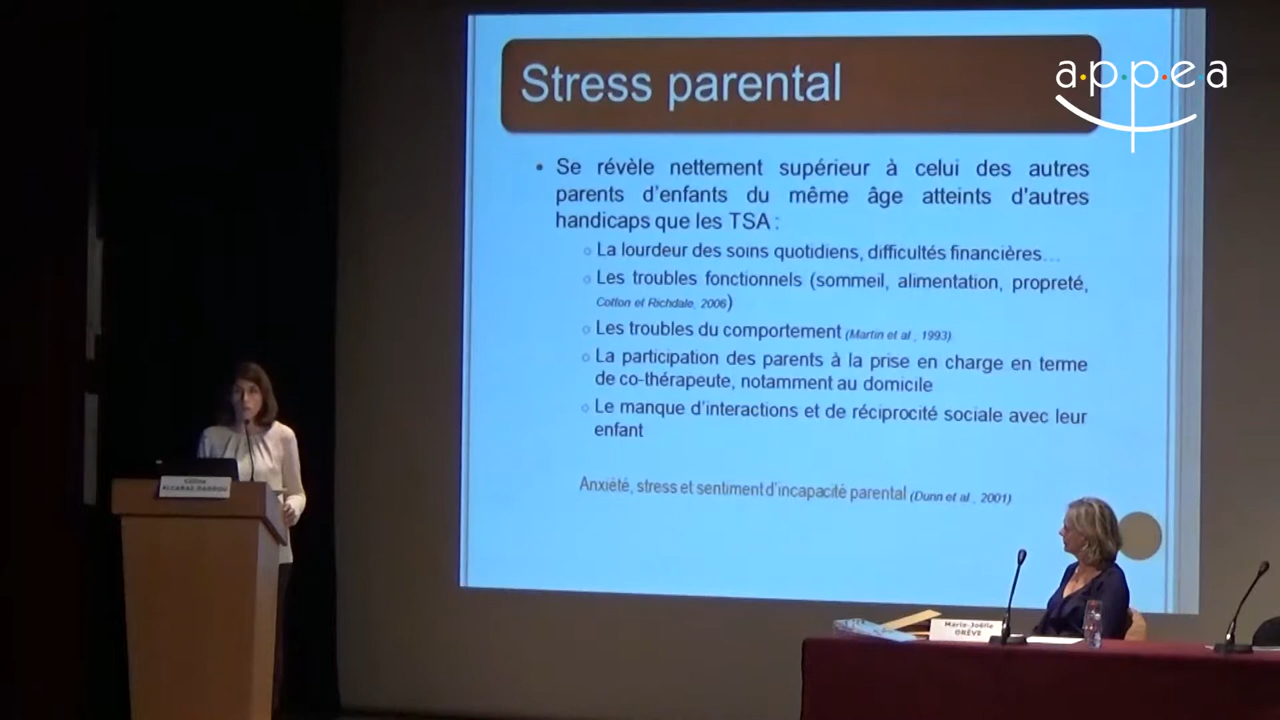 Stress parental
a.p.p.e.a
• Se révèle nettement supérieur à celui des autres
parents d'enfants du même âge atteints d'autres
handicaps que les TSA :
○ La lourdeur des soins quotidiens, difficultés financières…
○ Les troubles fonctionnels (sommeil, alimentation, propreté,
Cotton et Richdale, 2006)
○ Les troubles du comportement (Martin et al., 1993)
○ La participation des parents à la prise en charge en terme
de co-thérapeute, notamment au domicile
○ Le manque d'interactions et de réciprocité sociale avec leur
enfant
Anxiété, stress et sentiment d'incapacité parental (Dunn et al., 2001)
Marie-Joëlle
ORÊVE